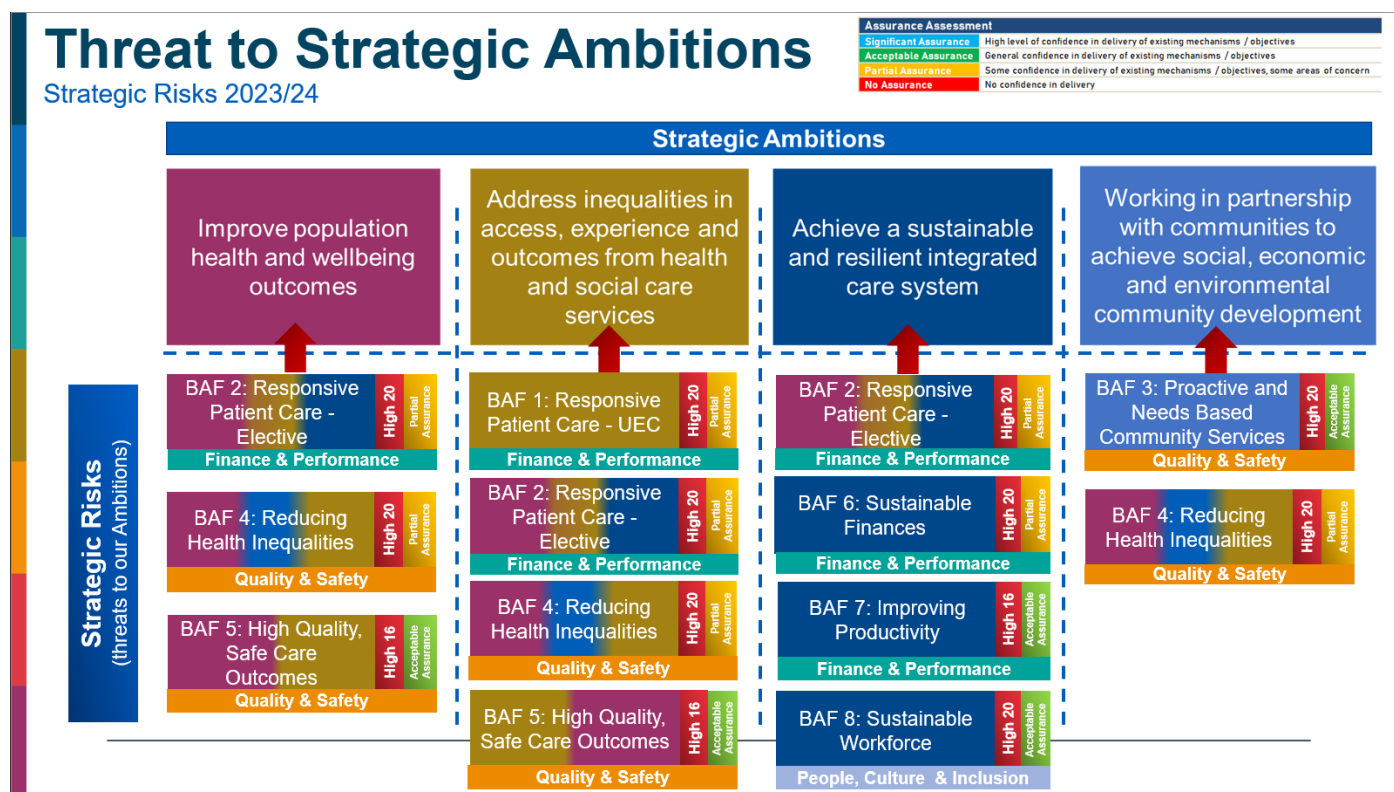 Threat to Strategic Ambitions
Strategic Risks 2023/24
Assurance Assessment
Significant Assurance High level of confidence in delivery of existing mechanisms / objectives
Acceptable Assurance General confidence in delivery of existing mechanisms / objectives
Partial Assurance Some confidence in delivery of existing mechanisms / objectives, some areas of concern
No Assurance No confidence in delivery
Strategic Ambitions
Improve population
health and wellbeing
outcomes
Address inequalities in
access, experience and
outcomes from health
and social care
services
Achieve a sustainable
and resilient integrated
care system
Working in partnership
with communities to
achieve social, economic
and environmental
community development
Strategic Risks
(threats to our Ambitions)
BAF 2: Responsive
Patient Care -
Elective
High 20
Partial
Assurance
Finance & Performance
BAF 4: Reducing
Health Inequalities
High 20
Partial
Assurance
Quality & Safety
BAF 5: High Quality,
Safe Care
Outcomes
High 16
Acceptable
Assurance
Quality & Safety
BAF 1: Responsive
Patient Care - UEC
High 20
Partial
Assurance
Finance & Performance
BAF 2: Responsive
Patient Care -
Elective
High 20
Partial
Assurance
Finance & Performance
BAF 4: Reducing
Health Inequalities
High 20
Partial
Assurance
Quality & Safety
BAF 5: High Quality,
Safe Care Outcomes
High 16
Acceptable
Assurance
Quality & Safety
BAF 2: Responsive
Patient Care -
Elective
High 20
Partial
Assurance
Finance & Performance
BAF 6: Sustainable
Finances
High 20
Partial
Assurance
Finance & Performance
BAF 7: Improving
Productivity
High 16
Acceptable
Assurance
Finance & Performance
BAF 8: Sustainable
Workforce
High 20
Acceptable
Assurance
People, Culture & Inclusion
BAF 3: Proactive and
Needs Based
Community Services
High 20
Acceptable
Assurance
Quality & Safety
BAF 4: Reducing
Health Inequalities
High 20
Partial
Assurance
Quality & Safety